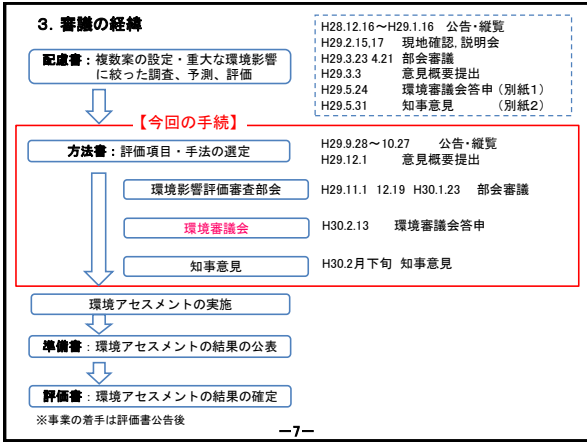 3．審議の経緯
配慮書：複数案の設定・重大な環境影響
に絞った調査、予測、評価
H28.12.16～H29.1.16 公告・縦覧
H29.2.15,17 現地確認,説明会
H29.3.23 4.21 部会審議
H29.3.3 意見概要提出
H29.5.24 環境審議会答申（別紙1）
H29.5.31 知事意見 （別紙2）
【今回の手続】
方法書：評価項目・手法の選定
H29.9.28～10.27 公告・縦覧
H29.12.1 意見概要提出
環境影響評価審査部会
H29.11.1 12.19 H30.1.23 部会審議
環境審議会
H30.2.13 環境審議会答申
知事意見
H30.2月下旬 知事意見
環境アセスメントの実施
準備書：環境アセスメントの結果の公表
評価書：環境アセスメントの結果の確定
※事業の着手は評価書公告後
－7－